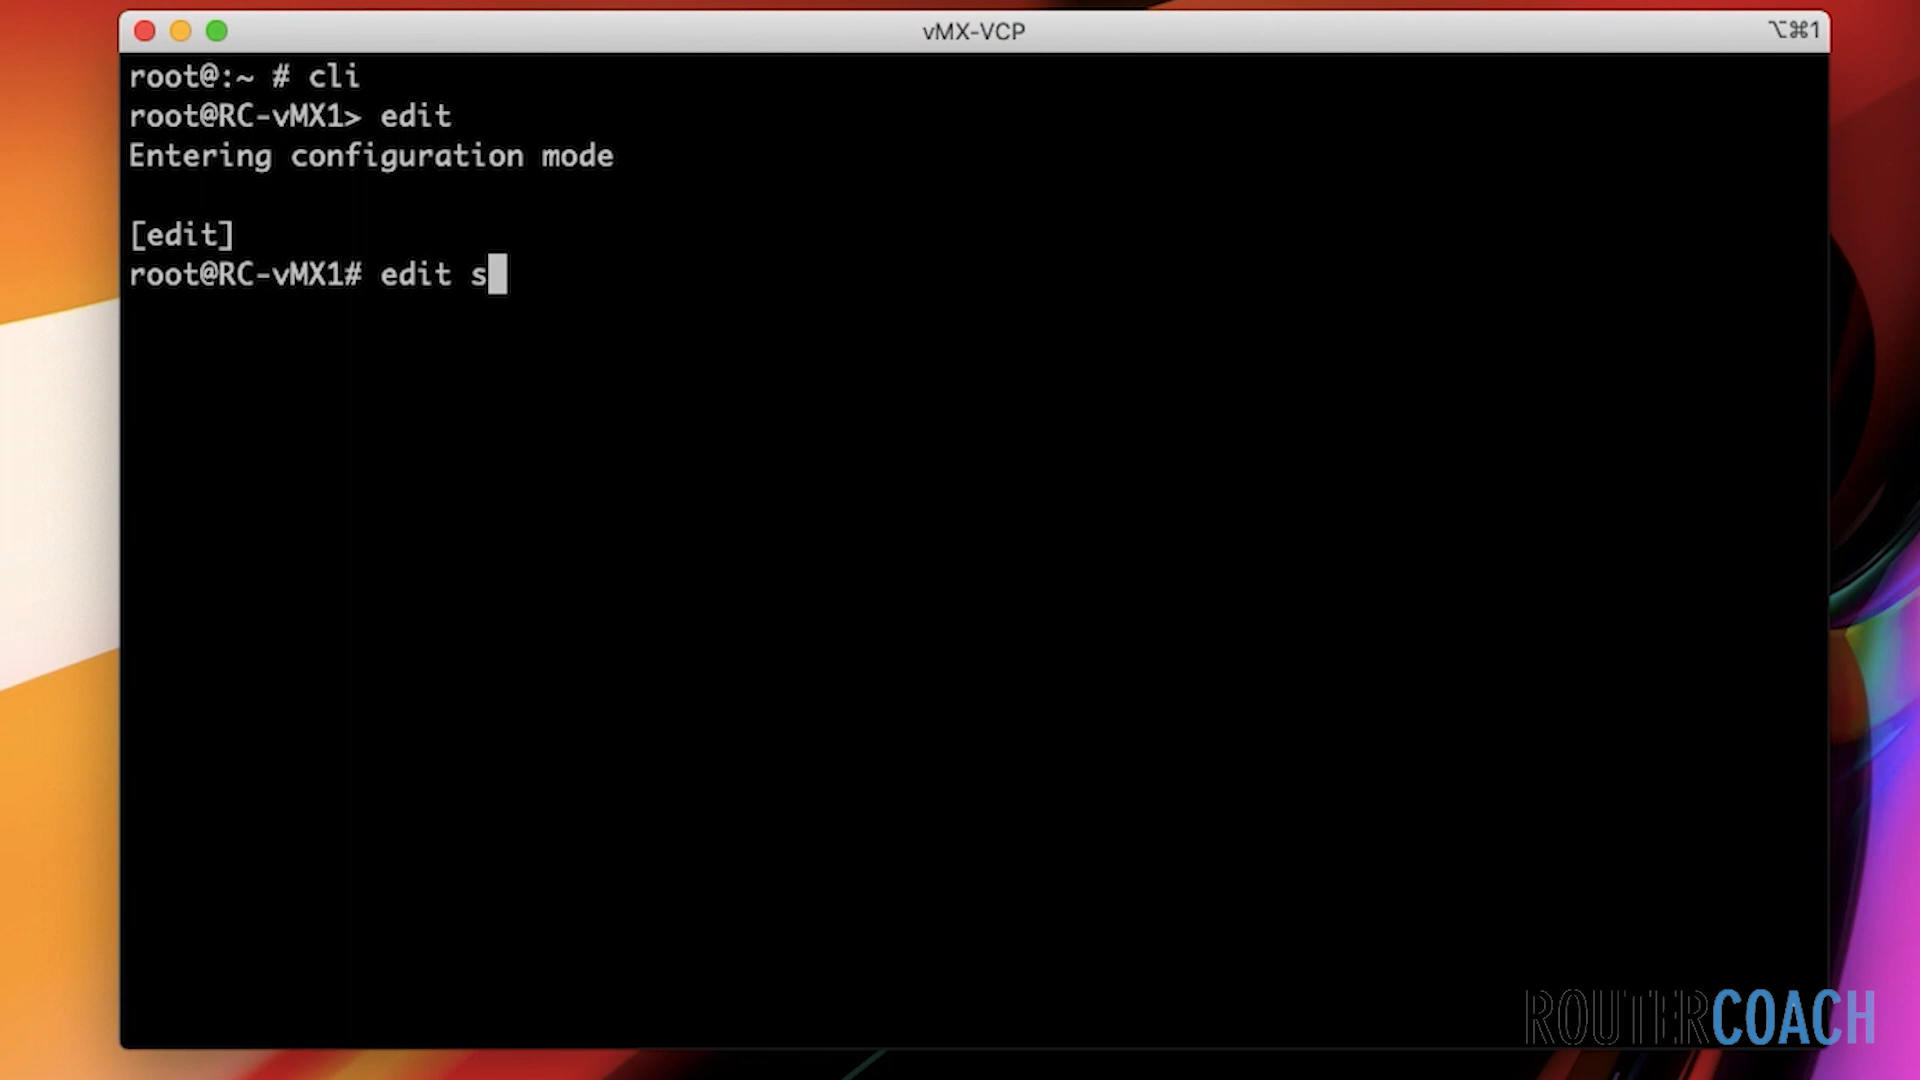 vMX-VCP
⌥⌘1
root@:~ # cli
root@RC-vMX1> edit
Entering configuration mode
[edit]
root@RC-vMX1# edit s
ROUTERCOACH